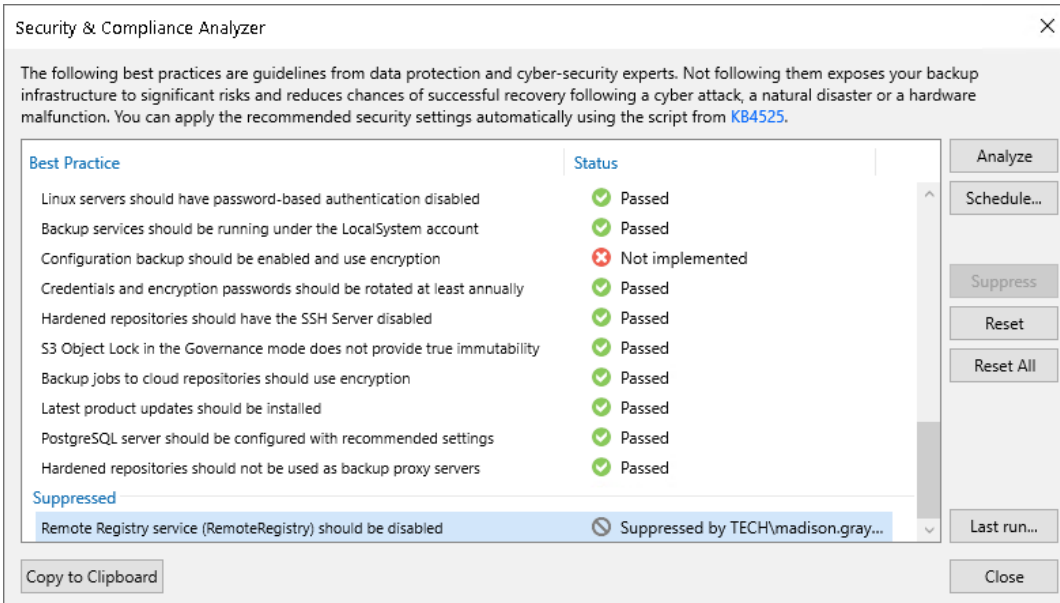 Security & Compliance Analyzer
The following best practices are guidelines from data protection and cyber-security experts. Not following them exposes your backup
infrastructure to significant risks and reduces chances of successful recovery following a cyber attack, a natural disaster or a hardware
malfunction. You can apply the recommended security settings automatically using the script from KB4525.
Best Practice Status
Linux servers should have password-based authentication disabled Passed
Backup services should be running under the LocalSystem account Passed
Configuration backup should be enabled and use encryption Not implemented
Credentials and encryption passwords should be rotated at least annually Passed
Hardened repositories should have the SSH Server disabled Passed
S3 Object Lock in the Governance mode does not provide true immutability Passed
Backup jobs to cloud repositories should use encryption Passed
Latest product updates should be installed Passed
PostgreSQL server should be configured with recommended settings Passed
Hardened repositories should not be used as backup proxy servers Passed
Suppressed
Remote Registry service (RemoteRegistry) should be disabled Suppressed by TECH\madison.gray...
Analyze
Schedule...
Suppress
Reset
Reset All
Last run...
Copy to Clipboard
Close